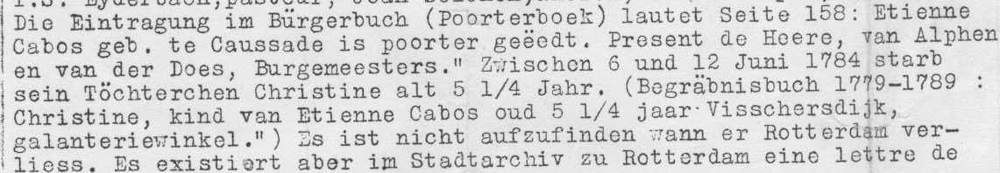 Die Eintragung im Bürgerbuch (Poorterboek) lautet Seite 158: Etienne
Cabos geb. te Caussade is poorter geëedt. Present de Heere, van Alphen
en van der Does, Burgemeesters." Zwischen 6 und 12 Juni 1784 starb
sein Töchterchen Christine alt 5 1/4 Jahr. (Begräbnisbuch 1779-1789 :
Christine, kind van Etienne Cabos oud 5 1/4 jaar Visschersdijk,
galanteriewinkel.") Es ist nicht aufzufinden wann er Rotterdam ver-
liess. Es existiert aber im Stadtarchiv zu Rotterdam eine lettre de